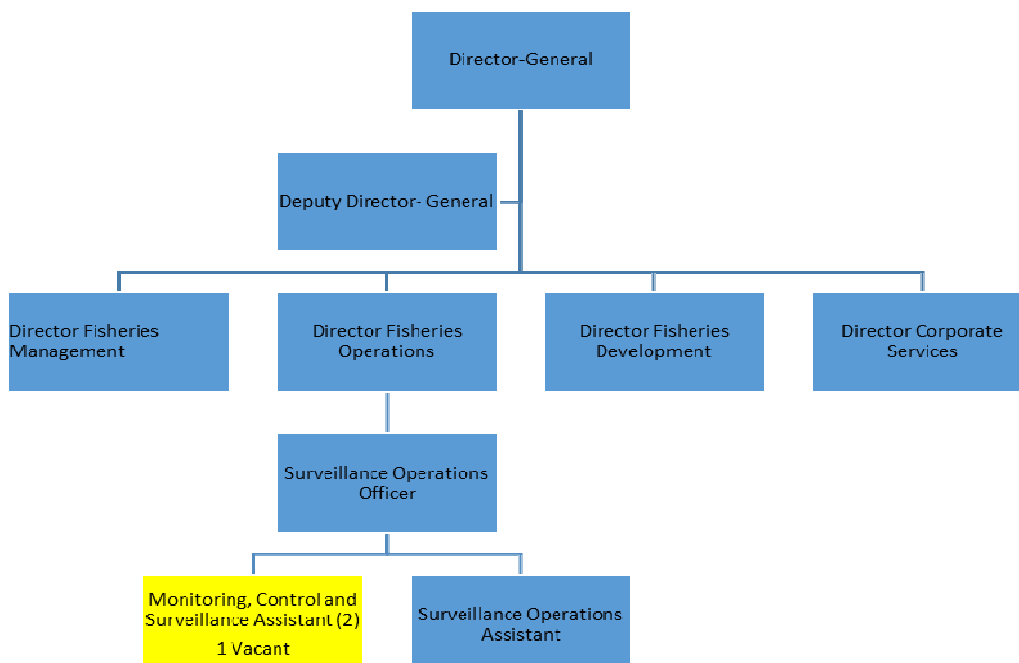 Director-General
Deputy Director- General
Director Fisheries
Management
Director Fisheries
Operations
Director Fisheries
Development
Director Corporate
Services
Surveillance Operations
Officer
Monitoring, Control and
Surveillance Assistant (2)
1 Vacant
Surveillance Operations
Assistant